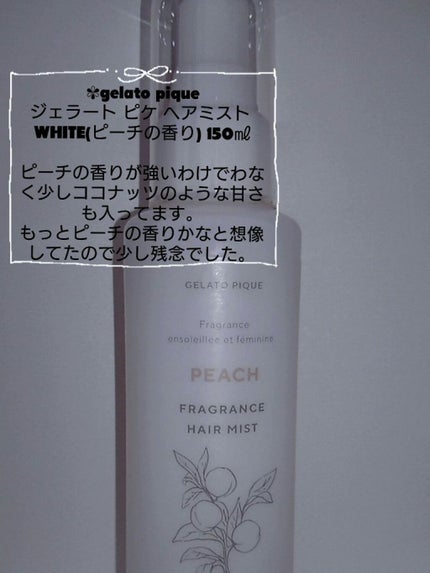 ✾gelato pique
ジェラート ピケ ヘアミスト
WHITE(ピーチの香り) 150㎖
ピーチの香りが強いわけでわな
く少しココナッツのような甘さ
も入ってます。
もっとピーチの香りかなと想像
してたので少し残念でした。
GELATO PIQUE
Fragrance
ensoleillée et féminine
PEACH
FRAGRANCE
HAIR MIST